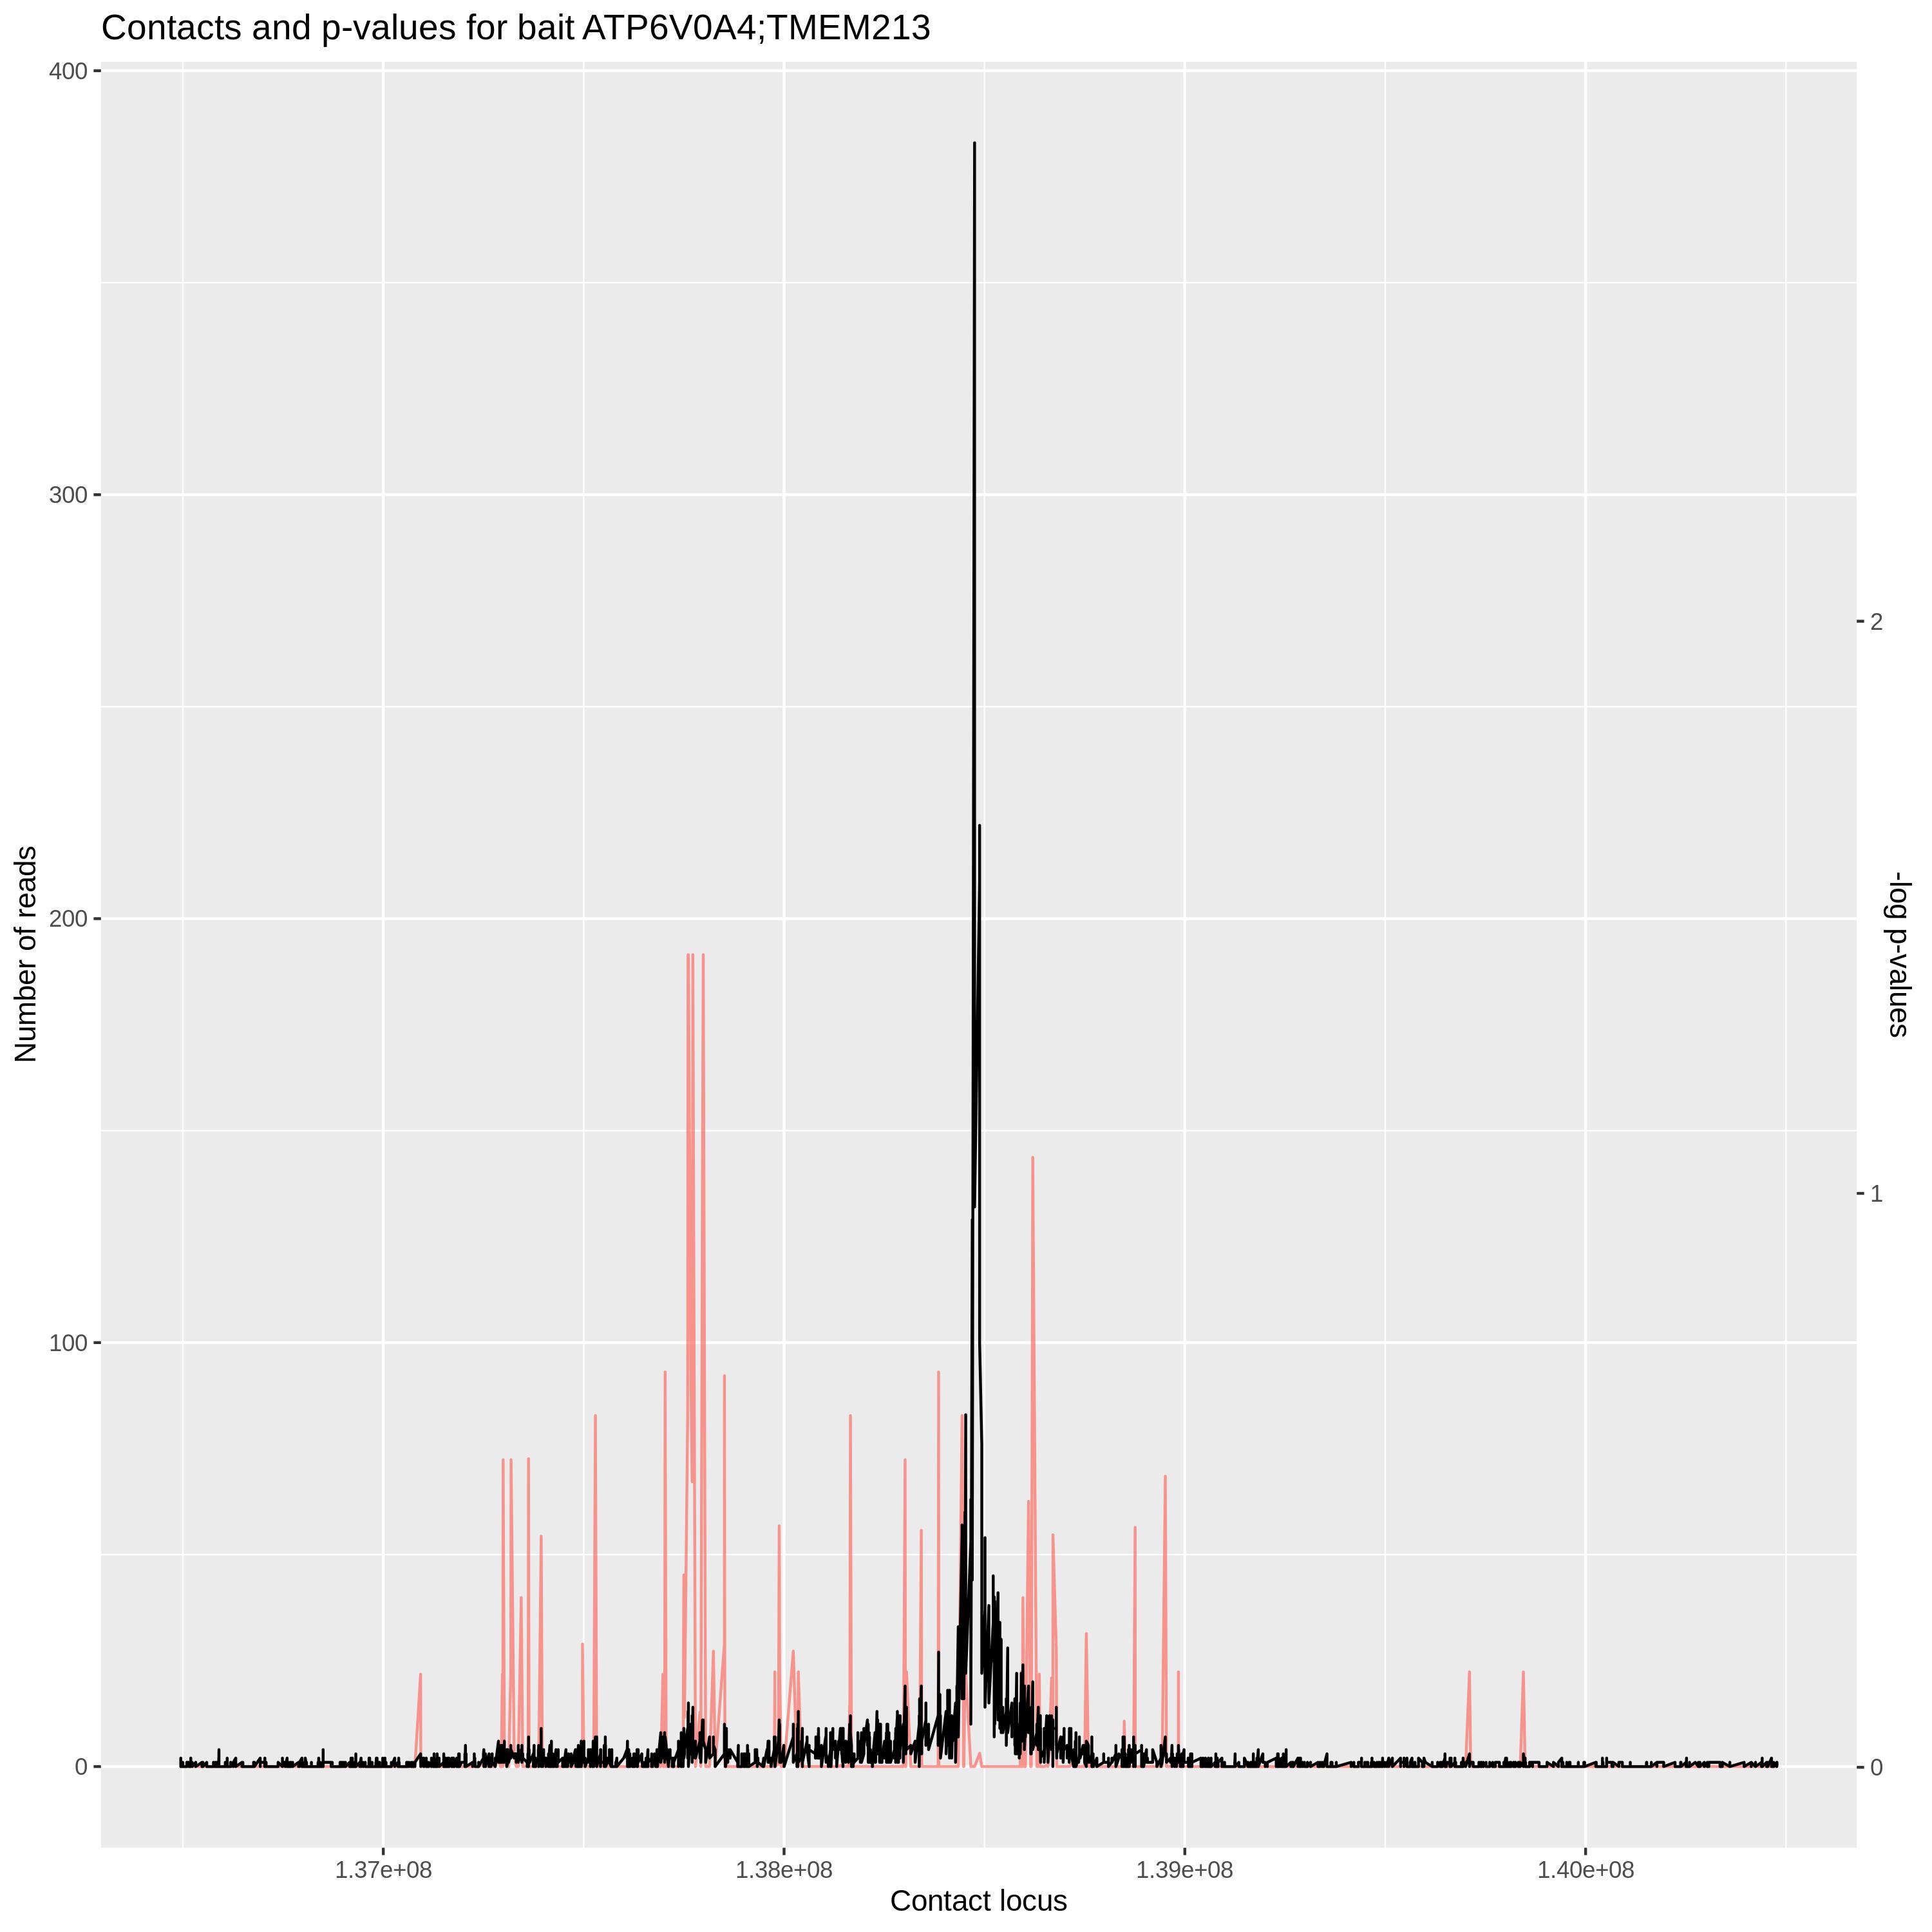 Contacts and p-values for bait ATP6V0A4;TMEM213
400
300
200
100
0
Number of reads
2
1
0
-log p-values
1.37e+08
1.38e+08
1.39e+08
1.40e+08
Contact locus